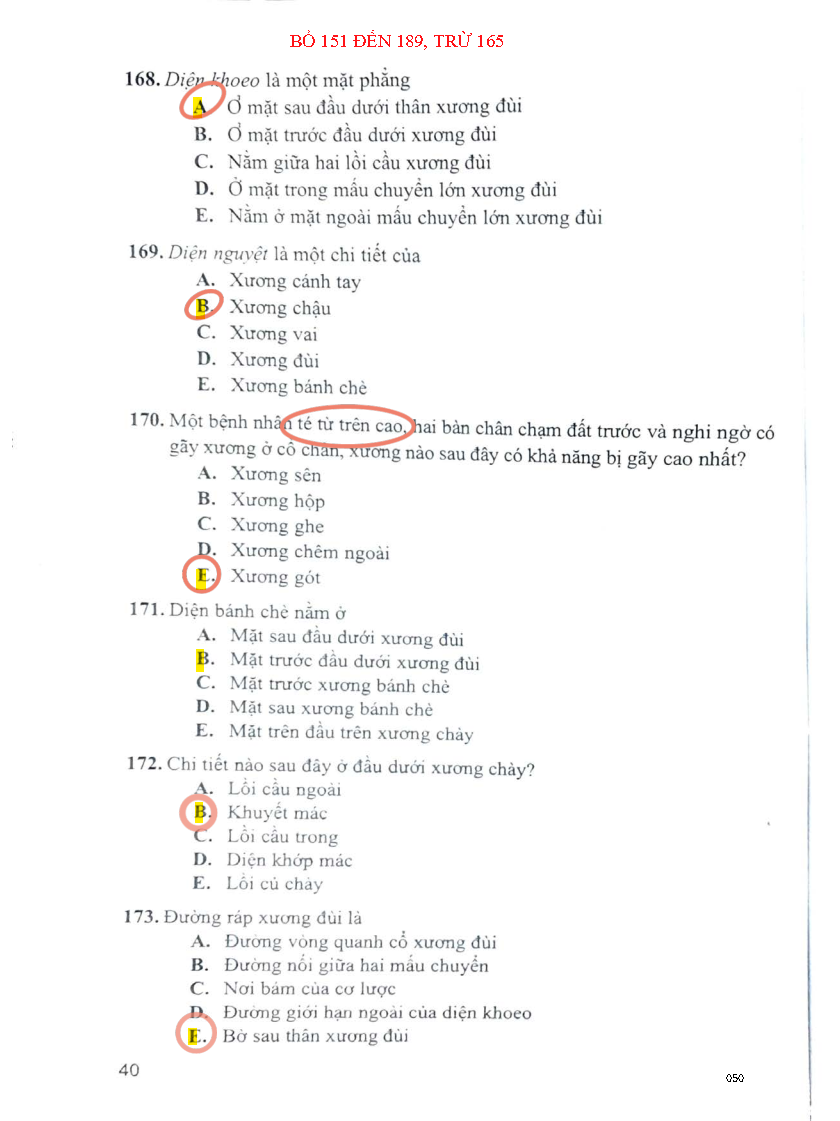 BỎ 151 ĐẾN 189, TRỪ 165
168. Diện khoeo là một mặt phẳng
A Ở mặt sau đầu dưới thân xương đùi
B. Ở mặt trước đầu dưới xương đùi
C. Nằm giữa hai lồi cầu xương đùi
D. Ở mặt trong mấu chuyển lớn xương đùi
E. Nằm ở mặt ngoài mấu chuyển lớn xương đùi
169. Diện nguyệt là một chi tiết của
A. Xương cánh tay
B. Xương chậu
C. Xương vai
D. Xương đùi
E. Xương bánh chè
170. Một bệnh nhân té từ trên cao, hai bàn chân chạm đất trước và nghi ngờ có
gãy xương ở cổ chân, xương nào sau đây có khả năng bị gãy cao nhất?
A. Xương sên
B. Xương hộp
C. Xương ghe
D. Xương chêm ngoài
E. Xương gót
171. Diện bánh chè nằm ở
A. Mặt sau đầu dưới xương đùi
B. Mặt trước đầu dưới xương đùi
C. Mặt trước xương bánh chè
D. Mặt sau xương bánh chè
E. Mặt trên đầu trên xương chày
172. Chi tiết nào sau đây ở đầu dưới xương chày?
A. Lồi cầu ngoài
B. Khuyết mác
C. Lồi cầu trong
D. Diện khớp mác
E. Lồi củ chày
173. Đường ráp xương đùi là
A. Đường vòng quanh cổ xương đùi
B. Đường nối giữa hai mấu chuyển
C. Nơi bám của cơ lược
D. Đường giới hạn ngoài của diện khoeo
E. Bờ sau thân xương đùi
40
050